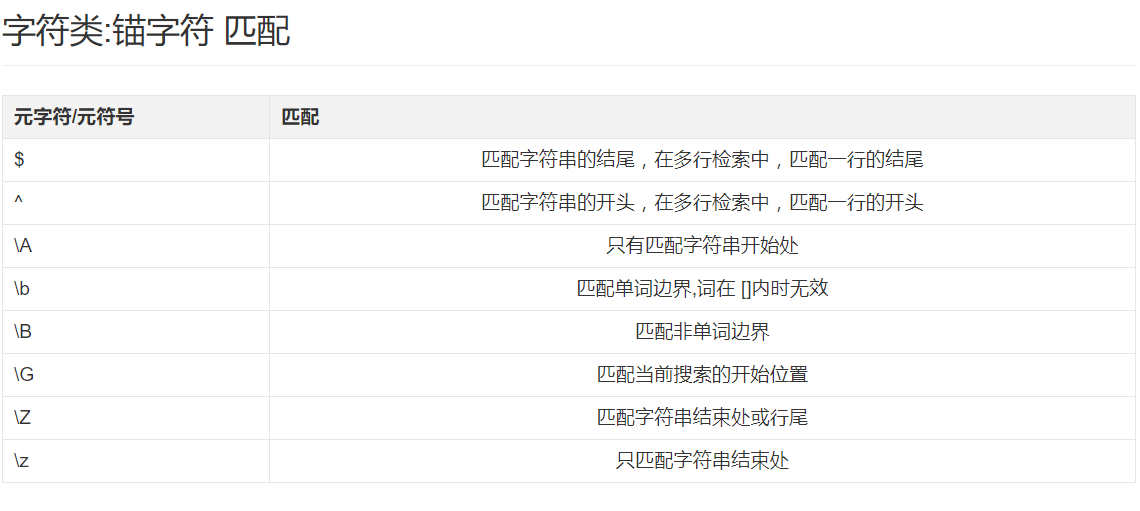 字符类:锚字符 匹配
元字符/元符号 匹配
$ 匹配字符串的结尾，在多行检索中，匹配一行的结尾
^ 匹配字符串的开头，在多行检索中，匹配一行的开头
\A 只有匹配字符串开始处
\b 匹配单词边界,词在 []内时无效
\B 匹配非单词边界
\G 匹配当前搜索的开始位置
\Z 匹配字符串结束处或行尾
\z 只匹配字符串结束处